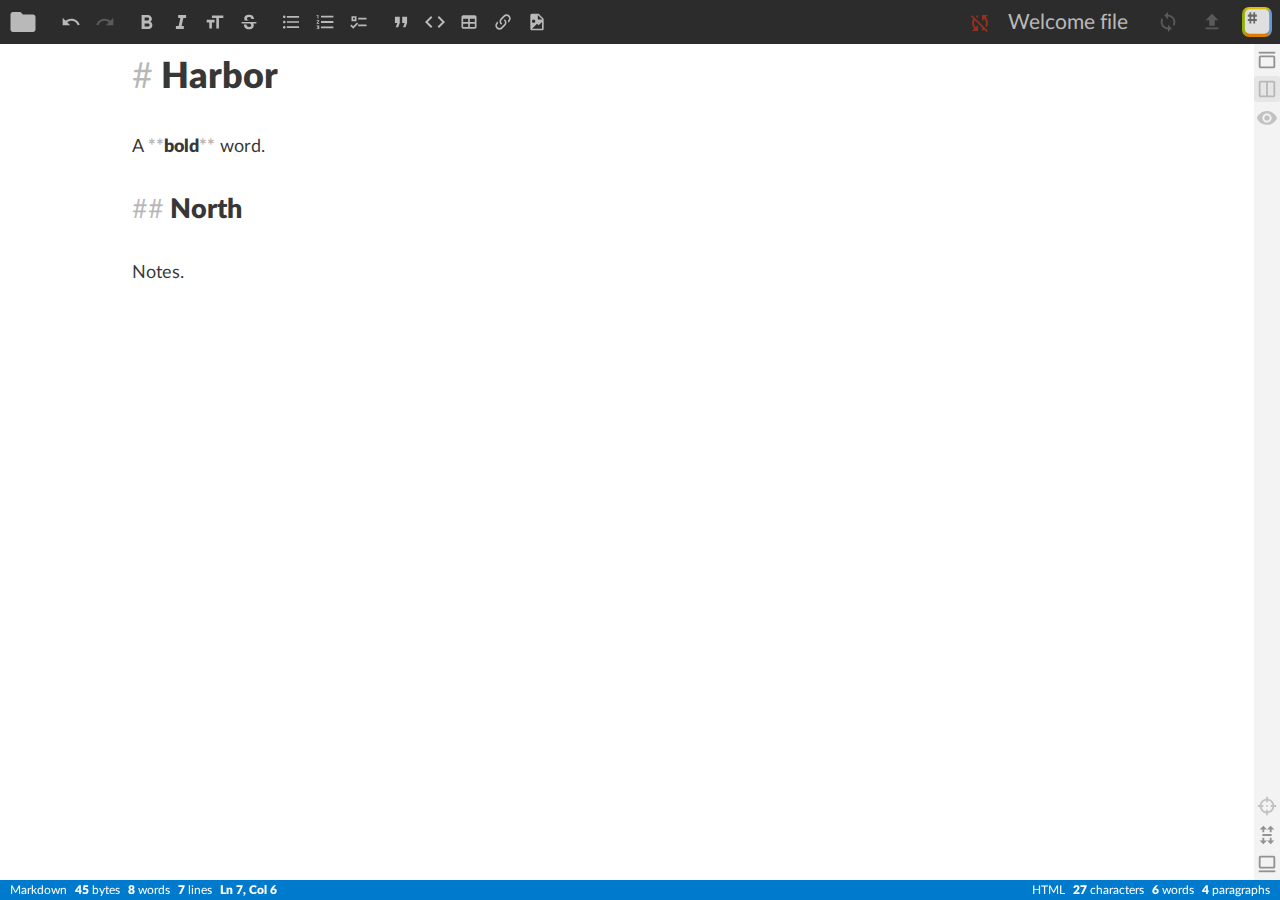 Welcome file
# Harbor
A **bold** word.
## North
Notes.
Markdown 45 bytes 8 words 7 lines Ln 7, Col 6
HTML 27 characters 6 words 4 paragraphs